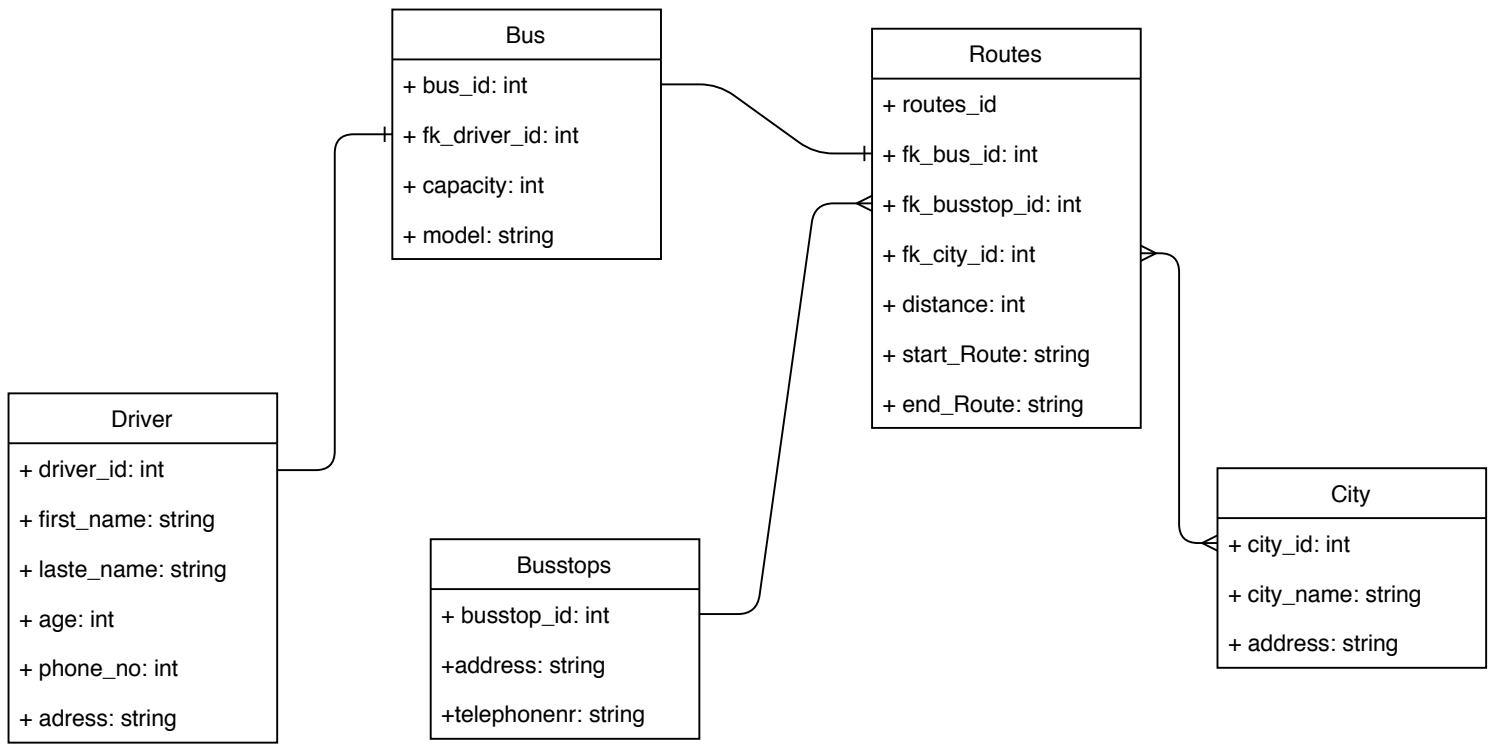 Bus
+ bus_id: int
+ fk_driver_id: int
+ capacity: int
+ model: string
Routes
+ routes_id
+ fk_bus_id: int
+ fk_busstop_id: int
+ fk_city_id: int
+ distance: int
+ start_Route: string
+ end_Route: string
Driver
+ driver_id: int
+ first_name: string
+ laste_name: string
+ age: int
+ phone_no: int
+ adress: string
Busstops
+ busstop_id: int
+address: string
+telephonenr: string
City
+ city_id: int
+ city_name: string
+ address: string